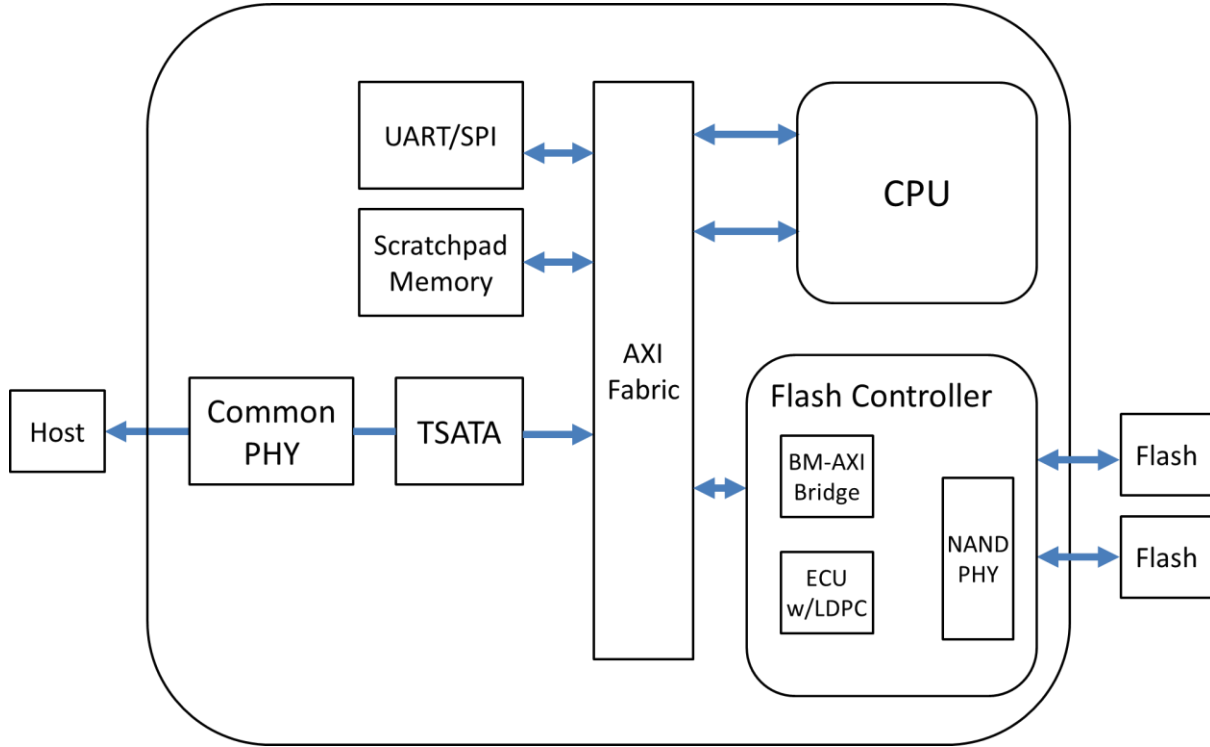 UART/SPI
Scratchpad
Memory
AXI
Fabric
CPU
Host
Common
PHY
TSATA
Flash Controller
BM-AXI
Bridge
ECU
w/LDPC
NAND
PHY
Flash
Flash